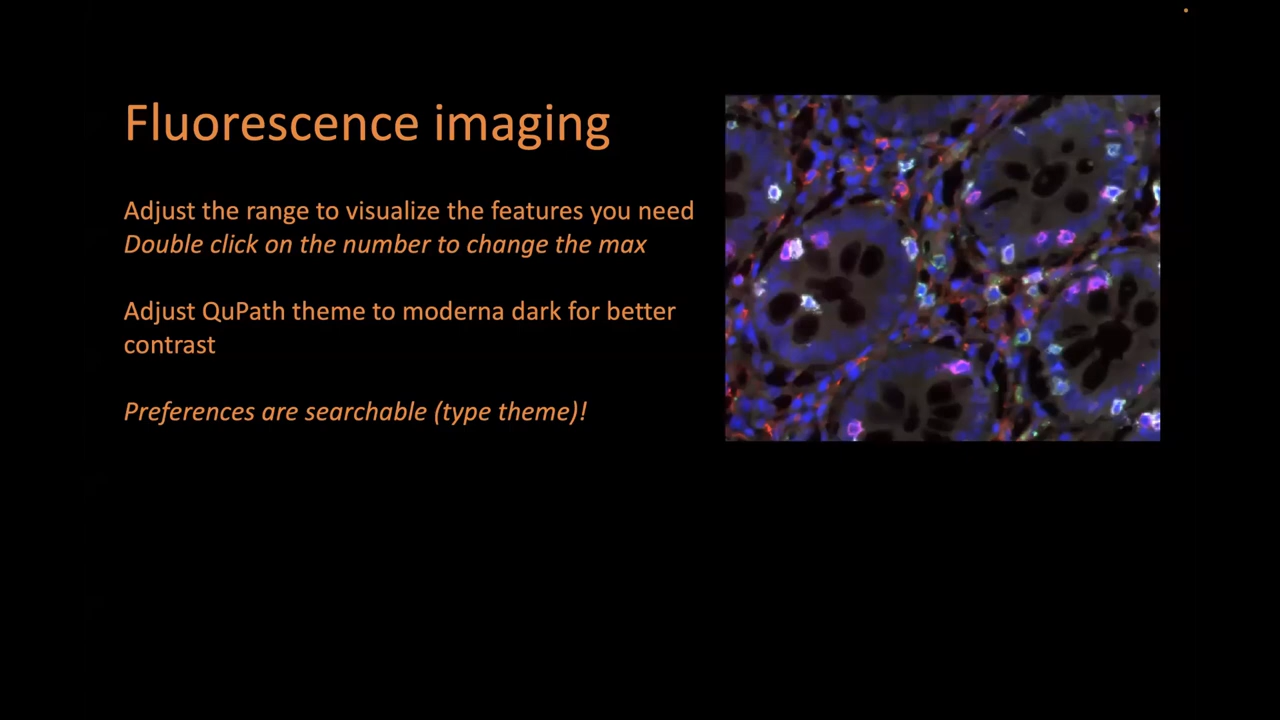 Fluorescence imaging
Adjust the range to visualize the features you need
Double click on the number to change the max
Adjust QuPath theme to moderna dark for better
contrast
Preferences are searchable (type theme)!